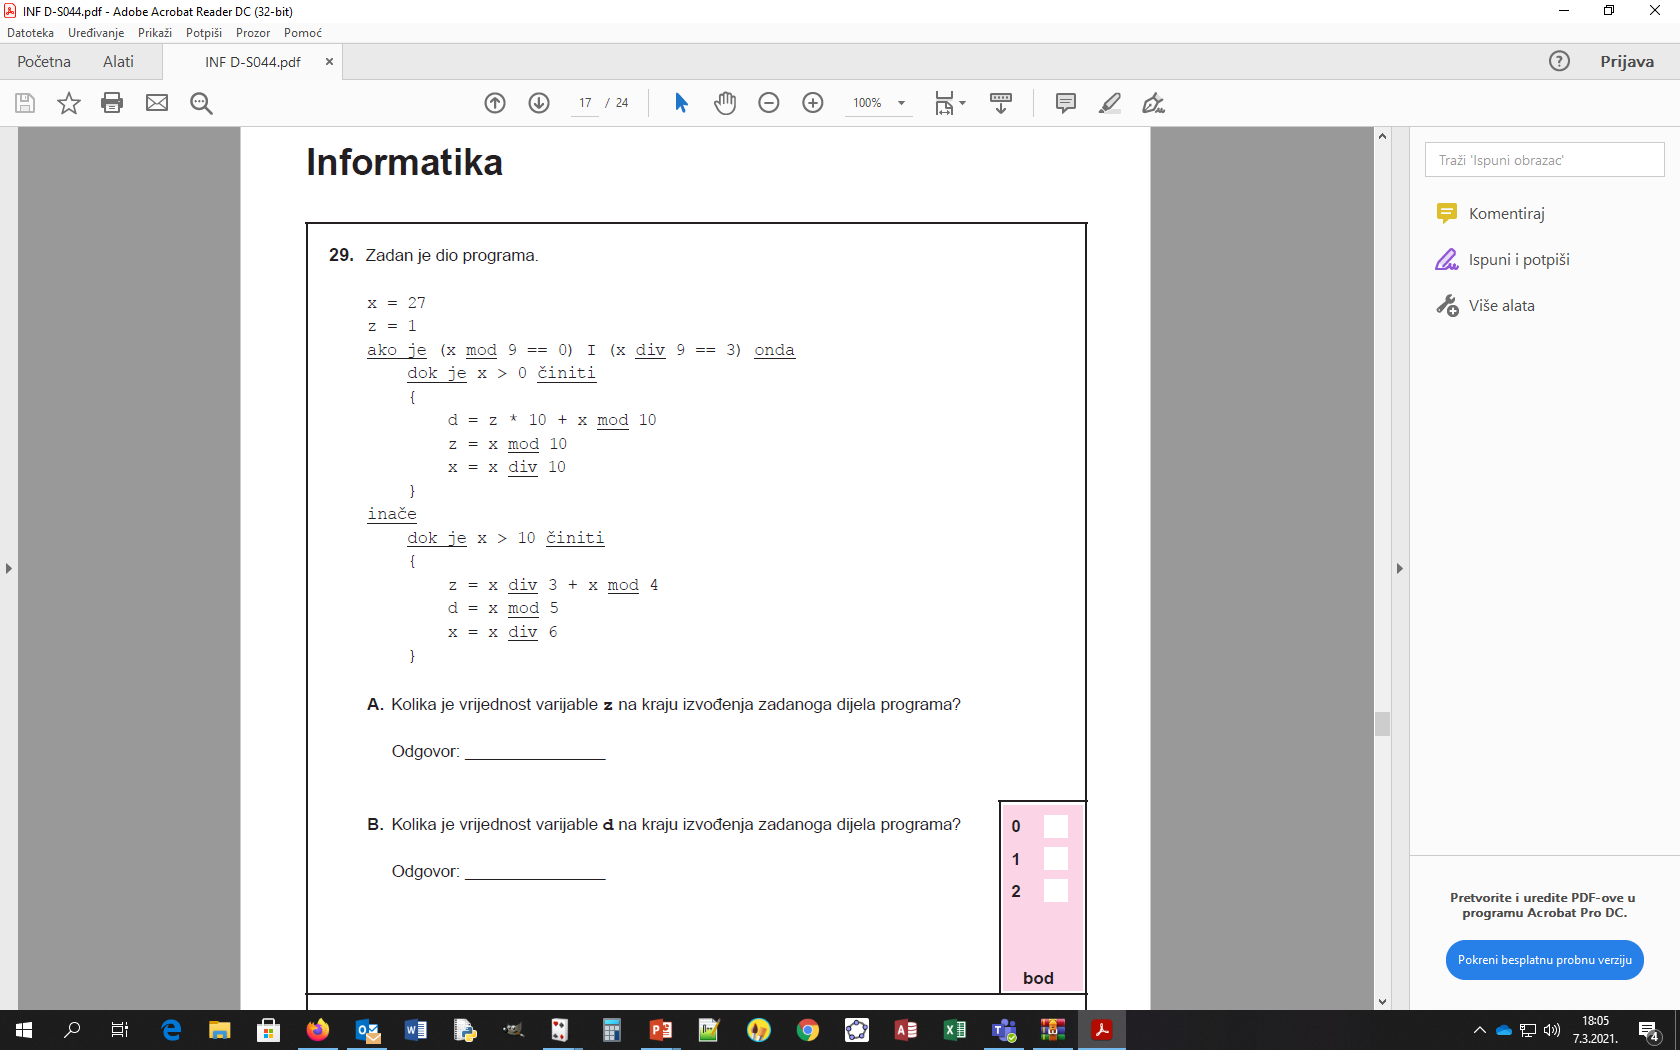 INF D-S044.pdf - Adobe Acrobat Reader DC (32-bit)
Datoteka Uređivanje Prikaži Potpiši Prozor Pomoć
Početna Alati INF D-S044.pdf × ? Prijava
17 / 24 100%
Informatika
29. Zadan je dio programa.
x = 27
z = 1
ako je (x mod 9 == 0) I (x div 9 == 3) onda
dok je x > 0 činiti
{
d = z * 10 + x mod 10
z = x mod 10
x = x div 10
}
inače
dok je x > 10 činiti
{
z = x div 3 + x mod 4
d = x mod 5
x = x div 6
}
A. Kolika je vrijednost varijable z na kraju izvođenja zadanoga dijela programa?
Odgovor: _______________
B. Kolika je vrijednost varijable d na kraju izvođenja zadanoga dijela programa?
Odgovor: _______________
0
1
2
bod
Traži 'Ispuni obrazac'
Komentiraj
Ispuni i potpiši
Više alata
Pretvorite i uredite PDF-ove u
programu Acrobat Pro DC.
Pokreni besplatnu probnu verziju
18:05
7.3.2021.
4